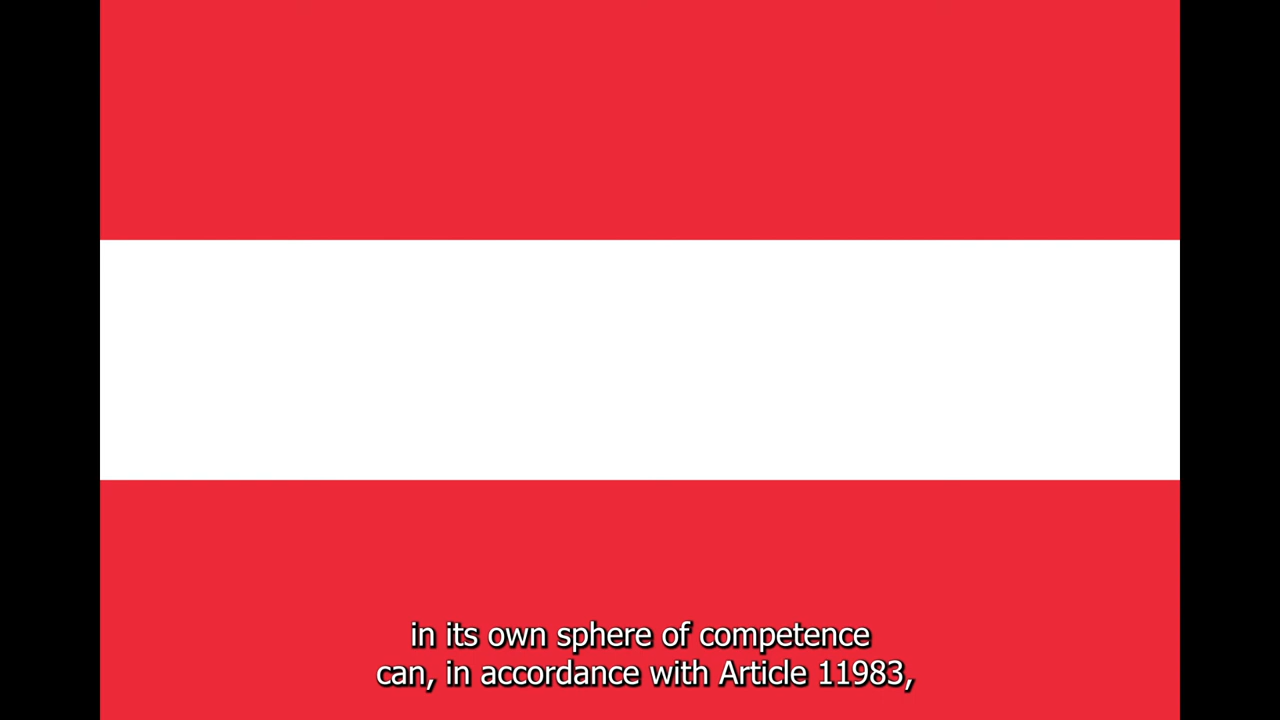 in its own sphere of competence
can, in accordance with Article 11983,